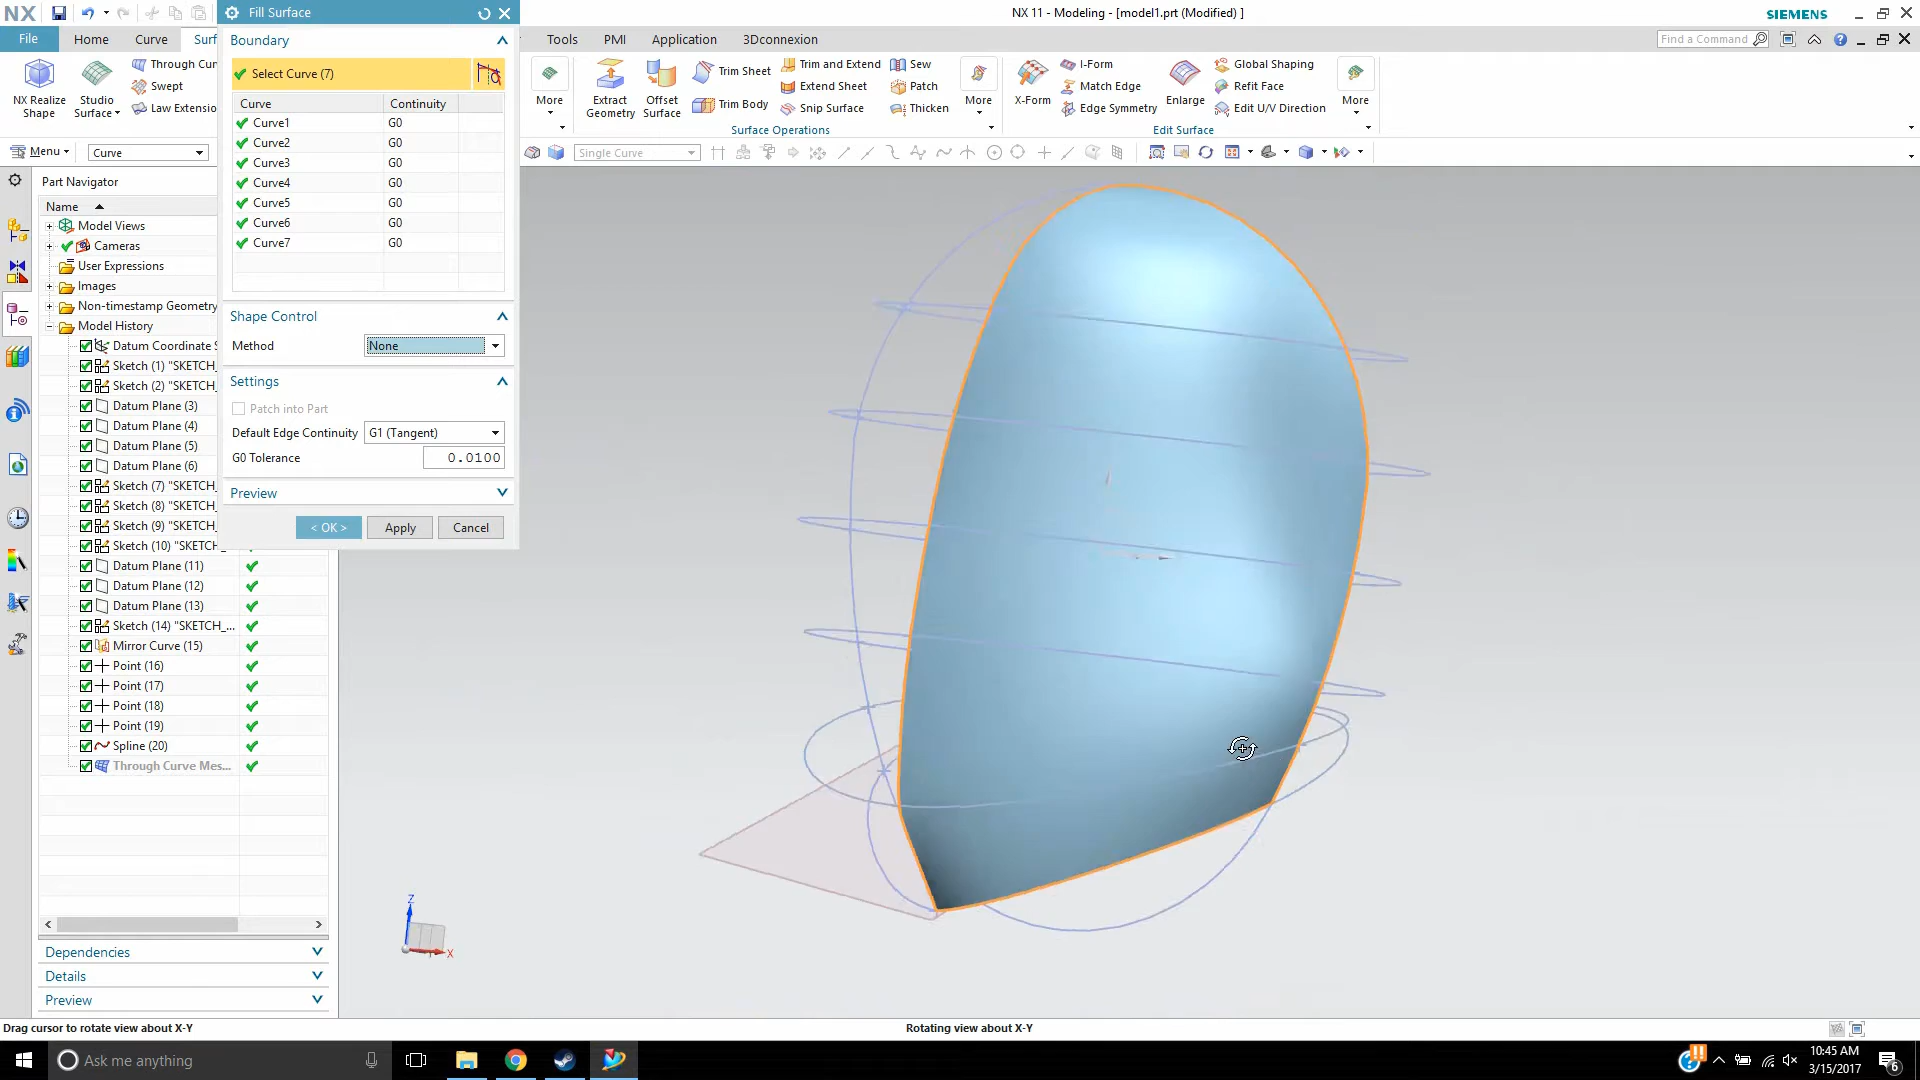 NX
Fill Surface
NX 11 - Modeling - [model1.prt (Modified) ]
SIEMENS
File
Home
Curve
Surf
Tools
PMI
Application
3Dconnexion
Find a Command
NX Realize Shape
Studio Surface
Through Cur
Swept
Law Extensio
More
Extract Geometry
Offset Surface
Trim Sheet
Trim Body
Trim and Extend
Extend Sheet
Snip Surface
Sew
Patch
Thicken
More
Surface Operations
X-Form
I-Form
Match Edge
Edge Symmetry
Enlarge
Global Shaping
Refit Face
Edit U/V Direction
More
Edit Surface
Menu
Curve
Single Curve
Boundary
Select Curve (7)
Curve Continuity
Curve1 G0
Curve2 G0
Curve3 G0
Curve4 G0
Curve5 G0
Curve6 G0
Curve7 G0
Shape Control
Method None
Settings
Patch into Part
Default Edge Continuity G1 (Tangent)
G0 Tolerance 0.0100
Preview
< OK >
Apply
Cancel
Part Navigator
Name
Model Views
Cameras
User Expressions
Images
Non-timestamp Geometry
Model History
Datum Coordinate S
Sketch (1) "SKETCH_
Sketch (2) "SKETCH_
Datum Plane (3)
Datum Plane (4)
Datum Plane (5)
Datum Plane (6)
Sketch (7) "SKETCH_
Sketch (8) "SKETCH_
Sketch (9) "SKETCH_
Sketch (10) "SKETCH_
Datum Plane (11)
Datum Plane (12)
Datum Plane (13)
Sketch (14) "SKETCH_...
Mirror Curve (15)
Point (16)
Point (17)
Point (18)
Point (19)
Spline (20)
Through Curve Mes...
Dependencies
Details
Preview
Z
X
Drag cursor to rotate view about X-Y
Rotating view about X-Y
Ask me anything
10:45 AM
3/15/2017
6